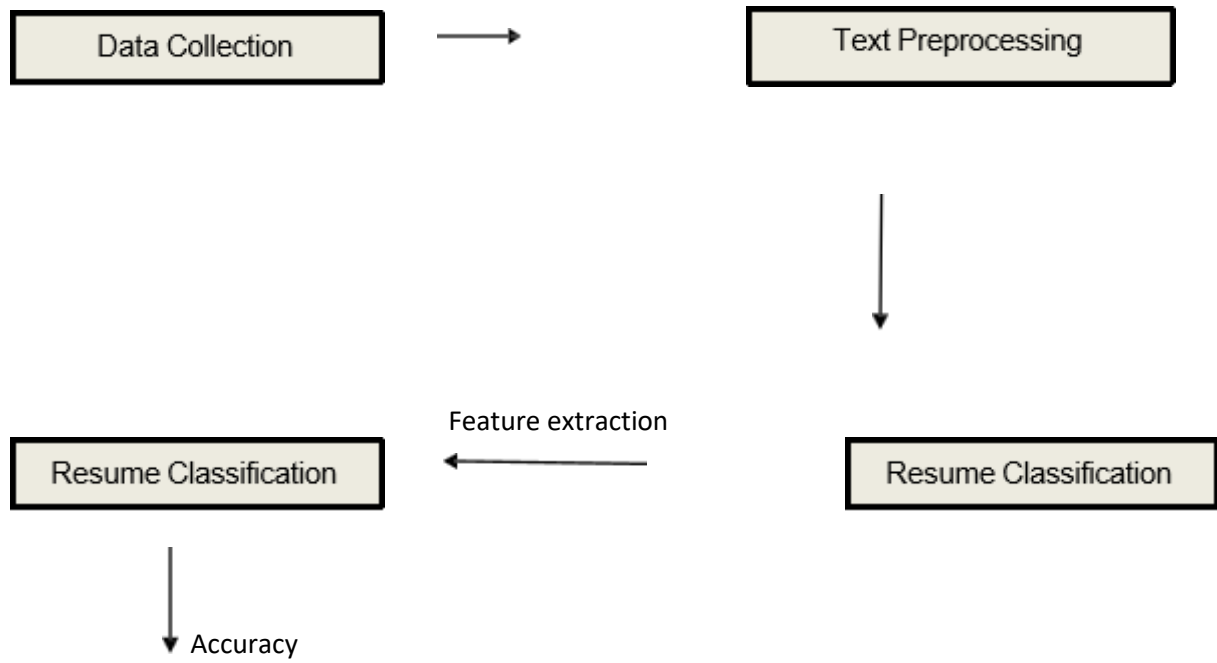 Data Collection
Text Preprocessing
Feature extraction
Resume Classification
Resume Classification
Accuracy